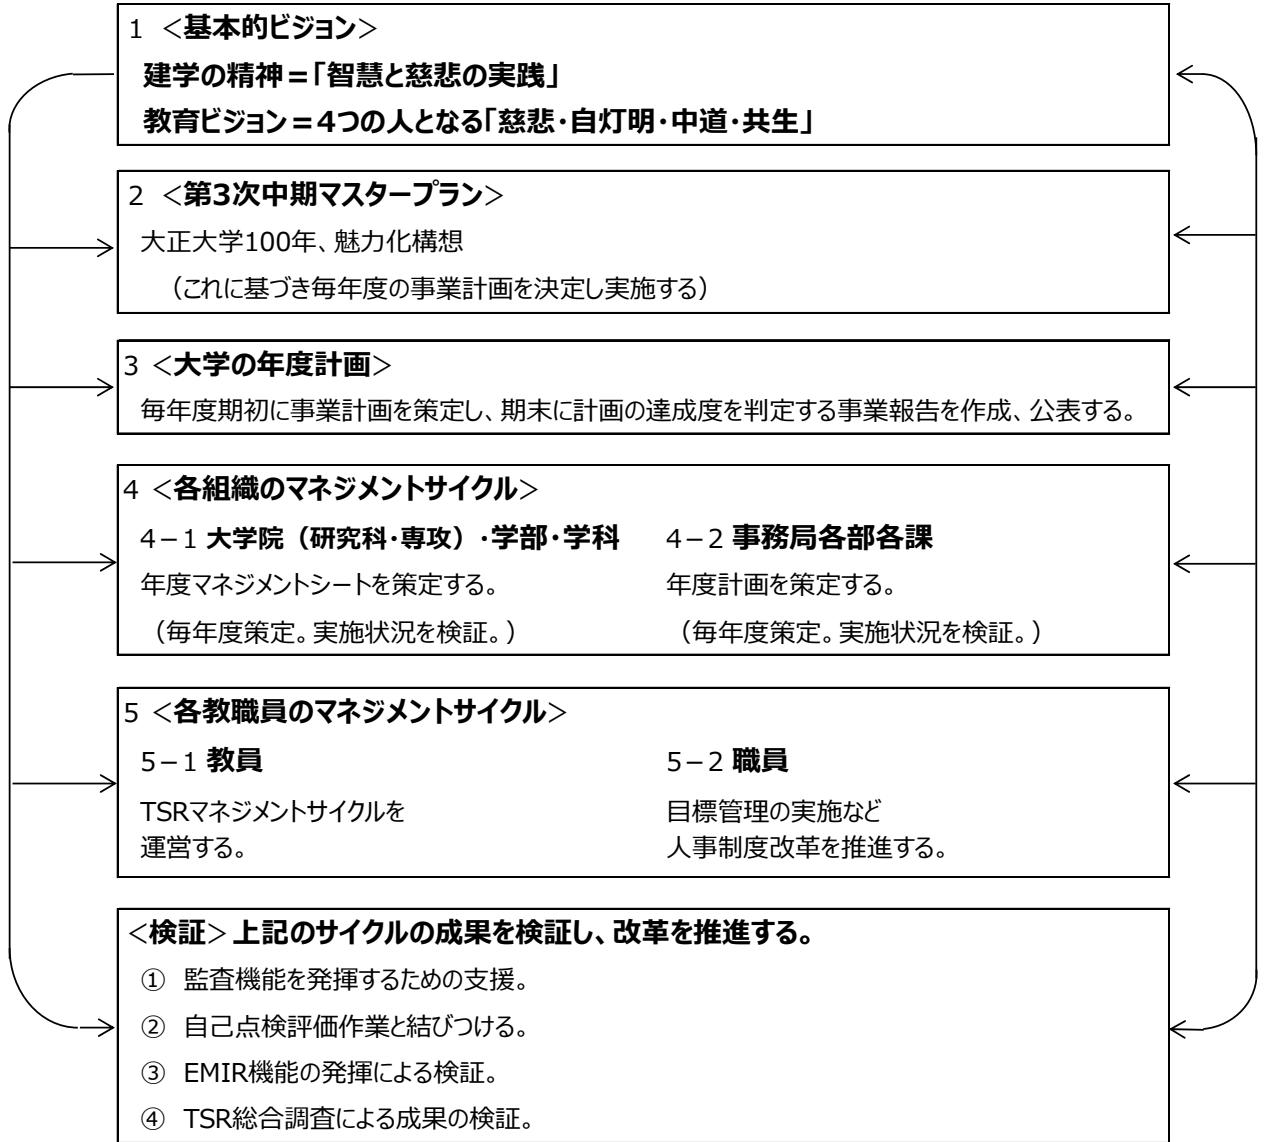 1 ＜基本的ビジョン＞
建学の精神＝「智慧と慈悲の実践」
教育ビジョン＝4つの人となる「慈悲・自灯明・中道・共生」
2 ＜第3次中期マスタープラン＞
大正大学100年、魅力化構想
（これに基づき毎年度の事業計画を決定し実施する）
3 ＜大学の年度計画＞
毎年度期初に事業計画を策定し、期末に計画の達成度を判定する事業報告を作成、公表する。
4 ＜各組織のマネジメントサイクル＞
4－1 大学院（研究科・専攻）・学部・学科 4－2 事務局各部各課
年度マネジメントシートを策定する。 年度計画を策定する。
（毎年度策定。実施状況を検証。） （毎年度策定。実施状況を検証。）
5 ＜各教職員のマネジメントサイクル＞
5－1 教員 5－2 職員
TSRマネジメントサイクルを 目標管理の実施など
運営する。 人事制度改革を推進する。
＜検証＞上記のサイクルの成果を検証し、改革を推進する。
① 監査機能を発揮するための支援。
② 自己点検評価作業と結びつける。
③ EMIR機能の発揮による検証。
④ TSR総合調査による成果の検証。